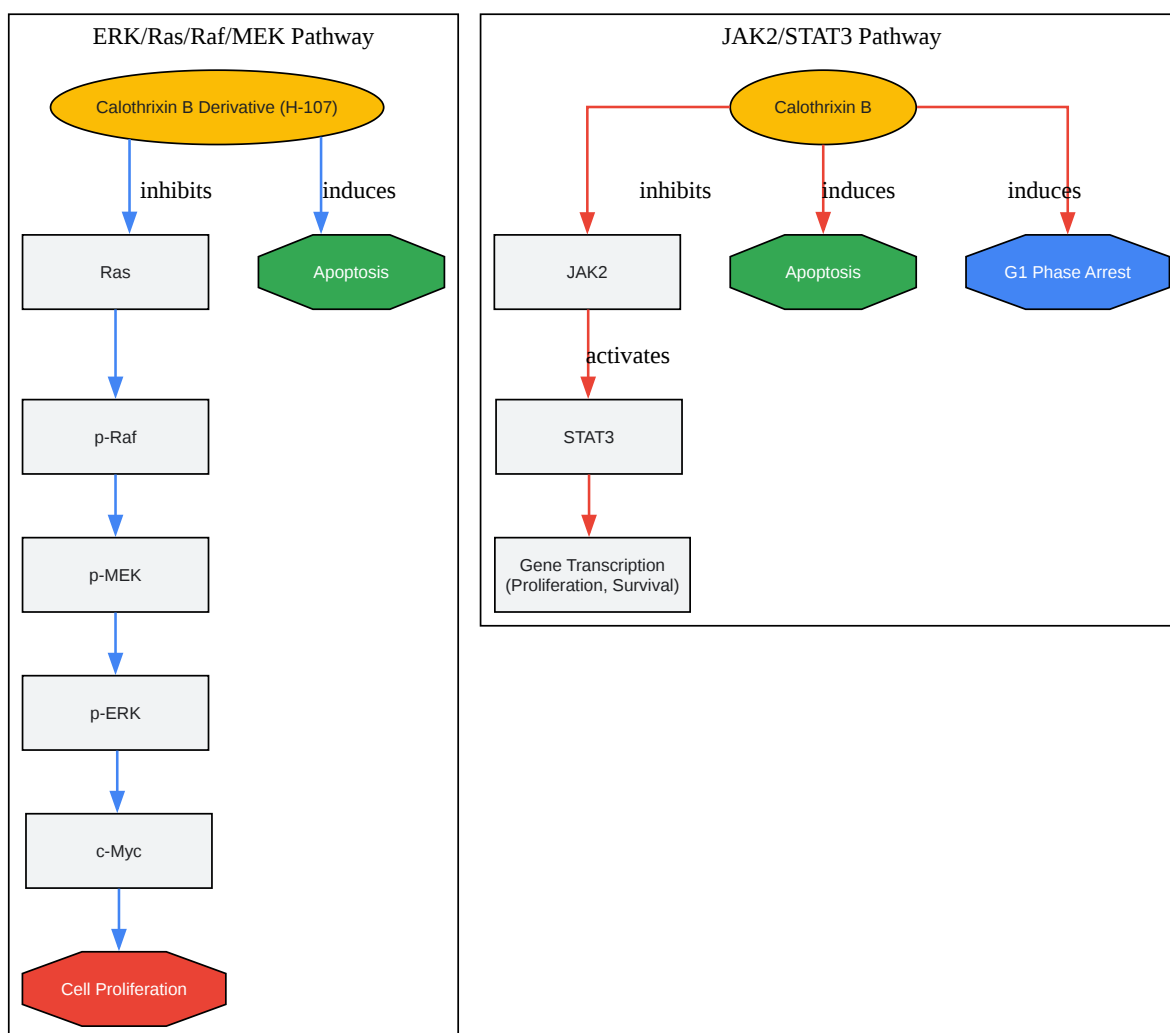 ERK/Ras/Raf/MEK Pathway
Calothrixin B Derivative (H-107)
inhibits
induces
Ras
Apoptosis
p-Raf
p-MEK
p-ERK
c-Myc
Cell Proliferation
JAK2/STAT3 Pathway
Calothrixin B
inhibits
induces
induces
JAK2
Apoptosis
G1 Phase Arrest
activates
STAT3
Gene Transcription
(Proliferation, Survival)